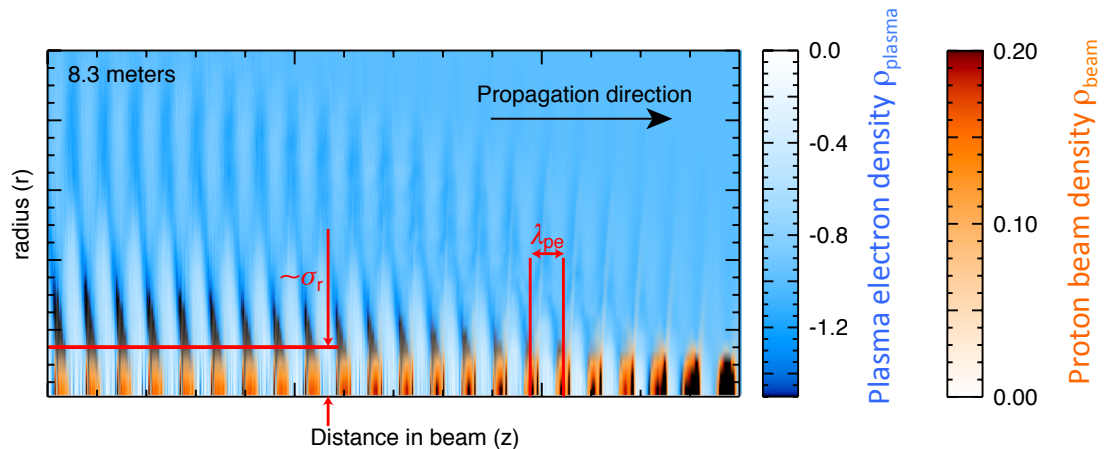 8.3 meters
Propagation direction
radius (r)
~σr
λpe
Distance in beam (z)
0.0
-0.4
-0.8
-1.2
Plasma electron density ρplasma
0.20
0.10
0.00
Proton beam density ρbeam